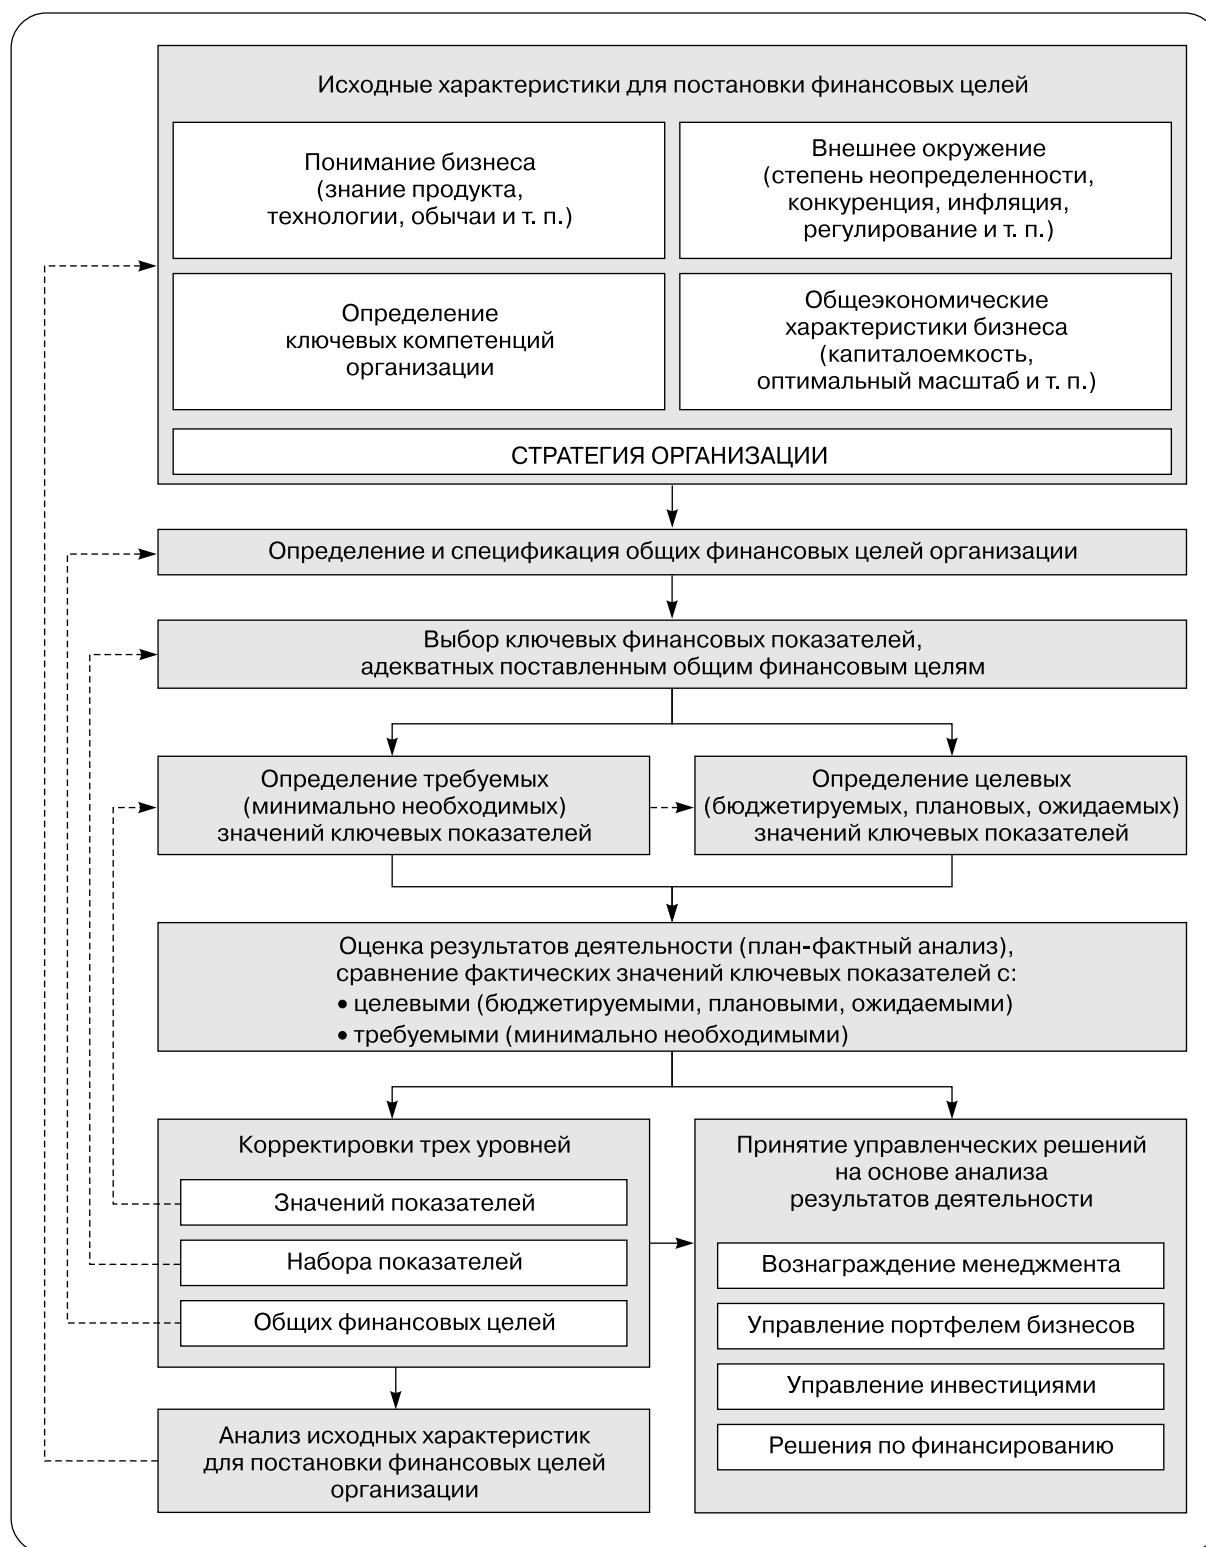 Исходные характеристики для постановки финансовых целей
Понимание бизнеса
(знание продукта,
технологии, обычаи и т. п.)
Внешнее окружение
(степень неопределенности,
конкуренция, инфляция,
регулирование и т. п.)
Определение
ключевых компетенций
организации
Общеэкономические
характеристики бизнеса
(капиталоемкость,
оптимальный масштаб и т. п.)
СТРАТЕГИЯ ОРГАНИЗАЦИИ
Определение и спецификация общих финансовых целей организации
Выбор ключевых финансовых показателей,
адекватных поставленным общим финансовым целям
Определение требуемых
(минимально необходимых)
значений ключевых показателей
Определение целевых
(бюджетируемых, плановых, ожидаемых)
значений ключевых показателей
Оценка результатов деятельности (план-фактный анализ),
сравнение фактических значений ключевых показателей с:
• целевыми (бюджетируемыми, плановыми, ожидаемыми)
• требуемыми (минимально необходимыми)
Корректировки трех уровней
Значений показателей
Набора показателей
Общих финансовых целей
Принятие управленческих решений
на основе анализа
результатов деятельности
Вознаграждение менеджмента
Управление портфелем бизнесов
Управление инвестициями
Решения по финансированию
Анализ исходных характеристик
для постановки финансовых целей
организации